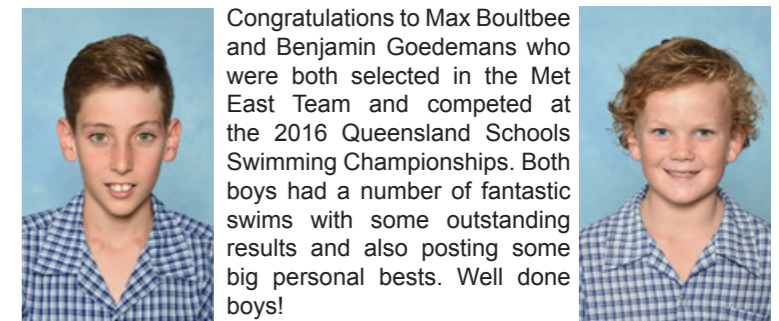 Congratulations to Max Boultbee
and Benjamin Goedemans who
were both selected in the Met
East Team and competed at
the 2016 Queensland Schools
Swimming Championships. Both
boys had a number of fantastic
swims with some outstanding
results and also posting some
big personal bests. Well done
boys!